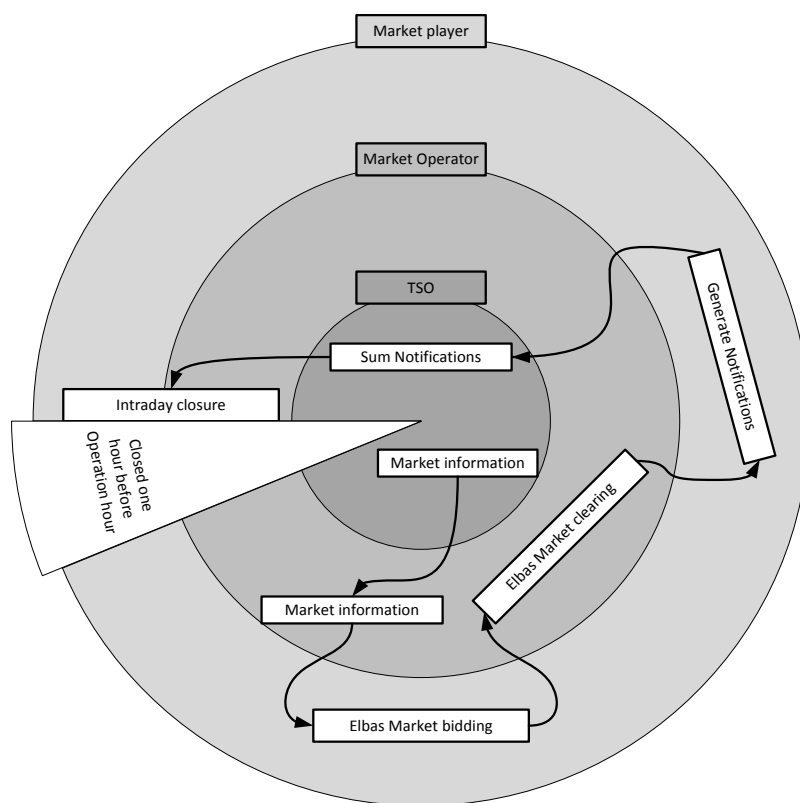 Market player
Market Operator
TSO
Generate Notifications
Sum Notifications
Intraday closure
Closed one
hour before
Operation hour
Market information
Elbas Market clearing
Market information
Elbas Market bidding